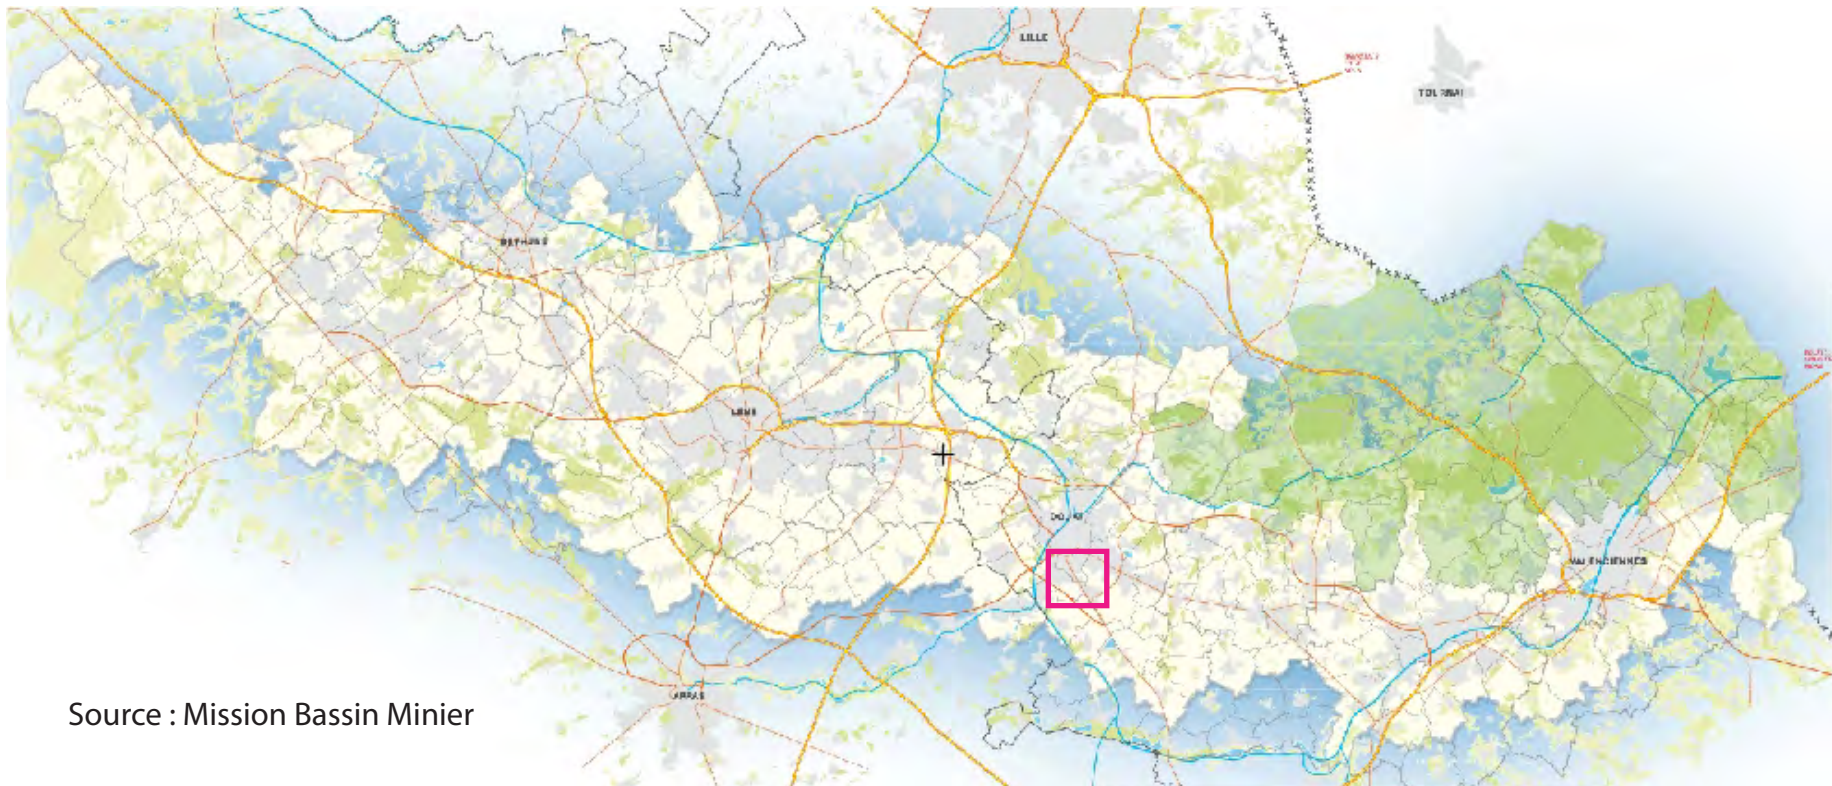 LILLE
TOURNAI
BETHUNE
LENS
DOUAI
VALENCIENNES
ARRAS
Source : Mission Bassin Minier